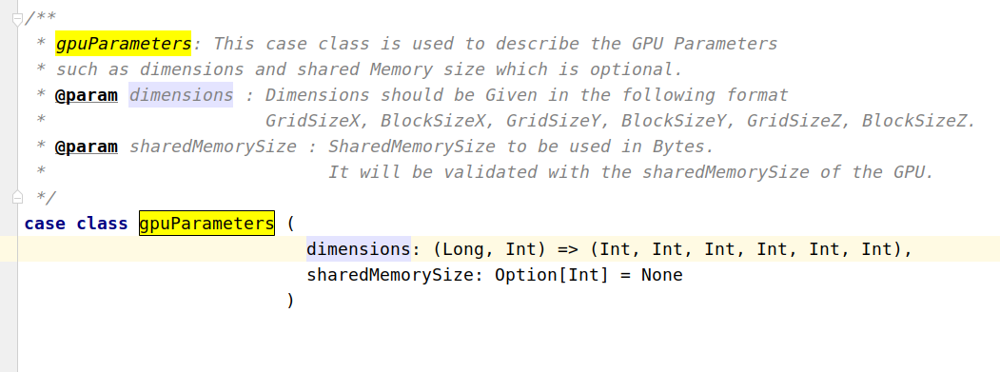 /**
* gpuParameters: This case class is used to describe the GPU Parameters
* such as dimensions and shared Memory size which is optional.
* @param dimensions : Dimensions should be Given in the following format
* GridSizeX, BlockSizeX, GridSizeY, BlockSizeY, GridSizeZ, BlockSizeZ.
* @param sharedMemorySize : SharedMemorySize to be used in Bytes.
* It will be validated with the sharedMemorySize of the GPU.
*/
case class gpuParameters (
dimensions: (Long, Int) => (Int, Int, Int, Int, Int, Int),
sharedMemorySize: Option[Int] = None
)